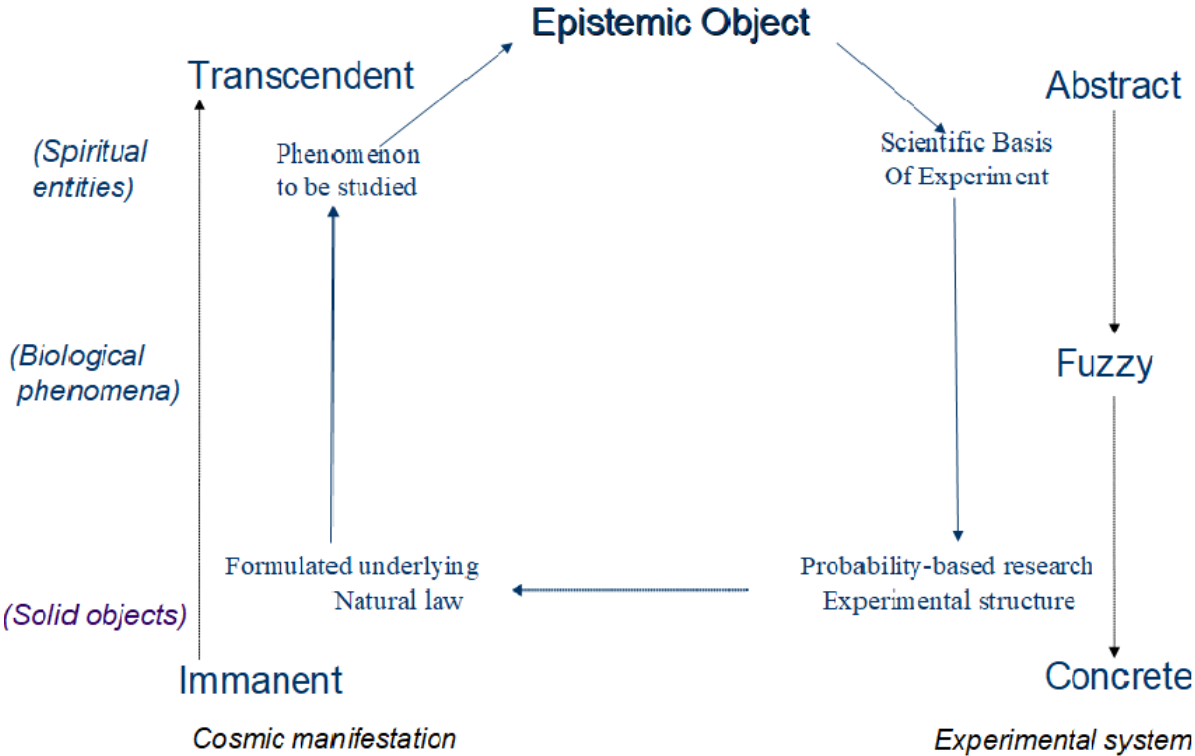 Epistemic Object
Transcendent
Abstract
(Spiritual
entities)
Phenomenon
to be studied
Scientific Basis
Of Experiment
(Biological
phenomena)
Fuzzy
Formulated underlying
Natural law
Probability-based research
Experimental structure
(Solid objects)
Immanent
Concrete
Cosmic manifestation
Experimental system